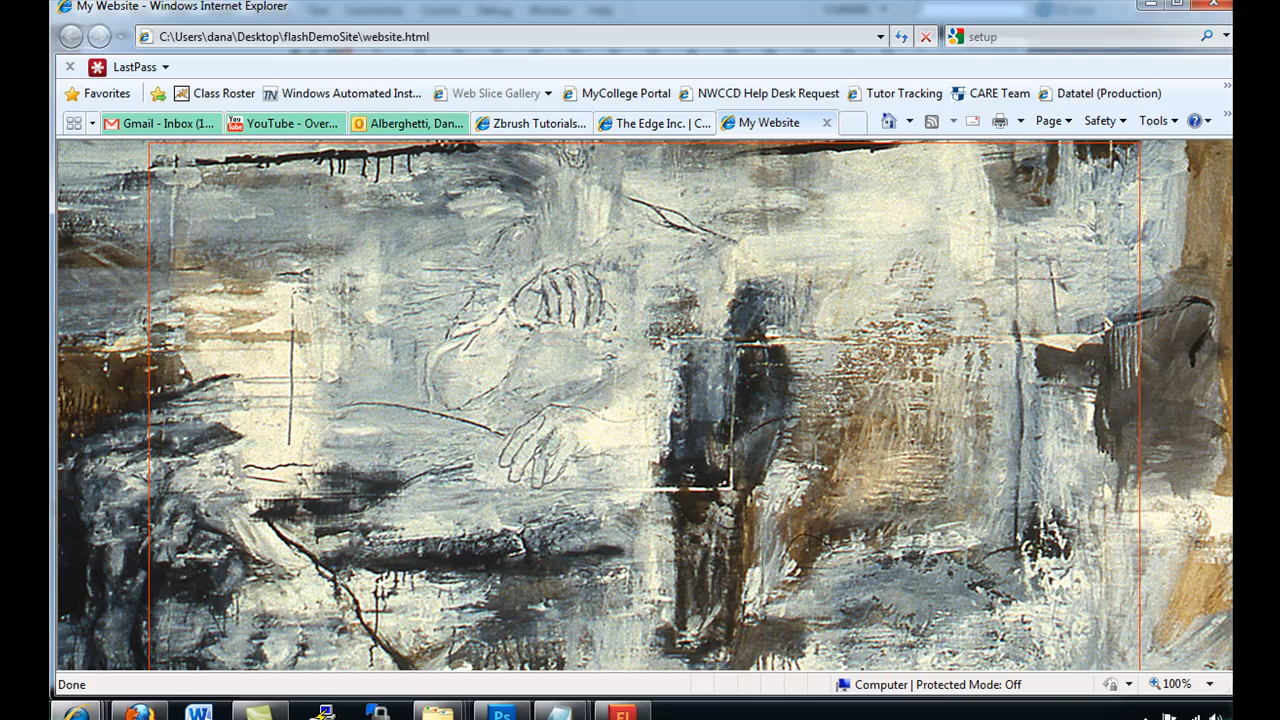 My Website - Windows Internet Explorer
C:\Users\dana\Desktop\flashDemoSite\website.html
setup
LastPass
Favorites
Class Roster
Windows Automated Inst...
Web Slice Gallery
MyCollege Portal
NWCCD Help Desk Request
Tutor Tracking
CARE Team
Datatel (Production)
Gmail - Inbox (1...
YouTube - Over...
Alberghetti, Dan...
Zbrush Tutorials...
The Edge Inc. | C...
My Website
Page
Safety
Tools
Done
Computer | Protected Mode: Off
100%